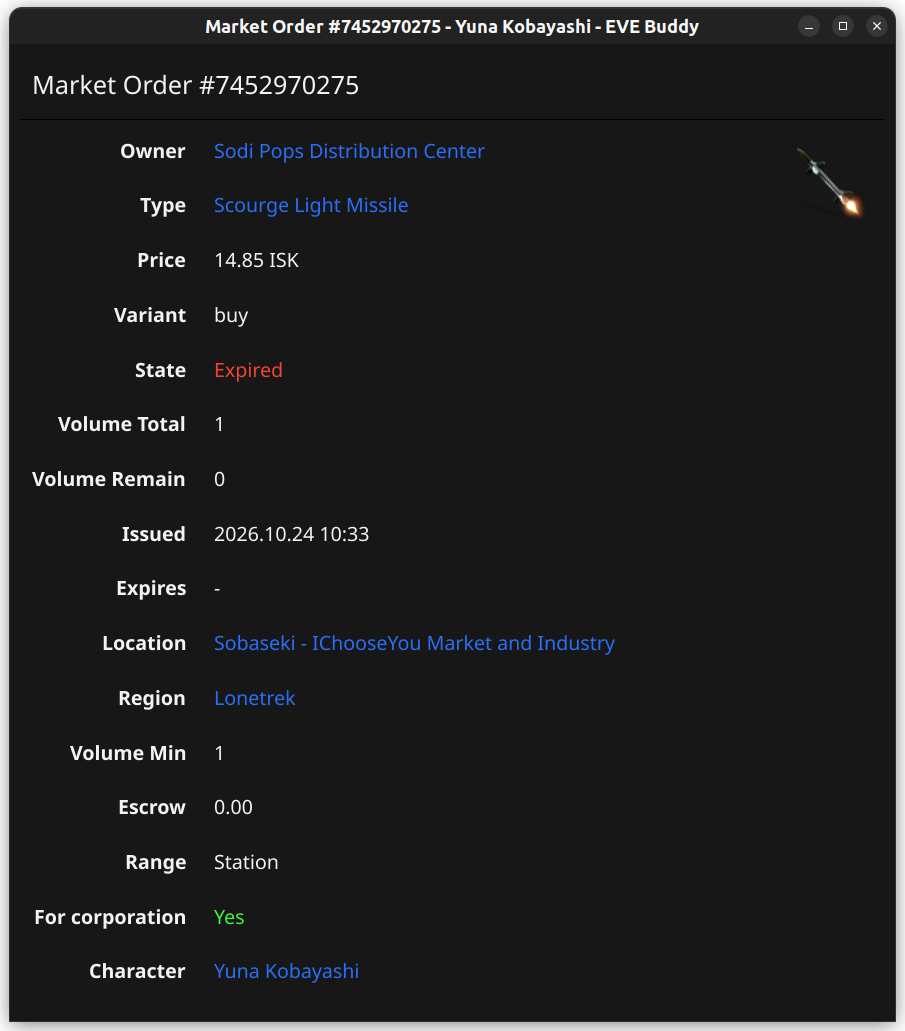 Market Order #7452970275 - Yuna Kobayashi - EVE Buddy
Market Order #7452970275
Owner Sodi Pops Distribution Center
Type Scourge Light Missile
Price 14.85 ISK
Variant buy
State Expired
Volume Total 1
Volume Remain 0
Issued 2026.10.24 10:33
Expires -
Location Sobaseki - IChooseYou Market and Industry
Region Lonetrek
Volume Min 1
Escrow 0.00
Range Station
For corporation Yes
Character Yuna Kobayashi